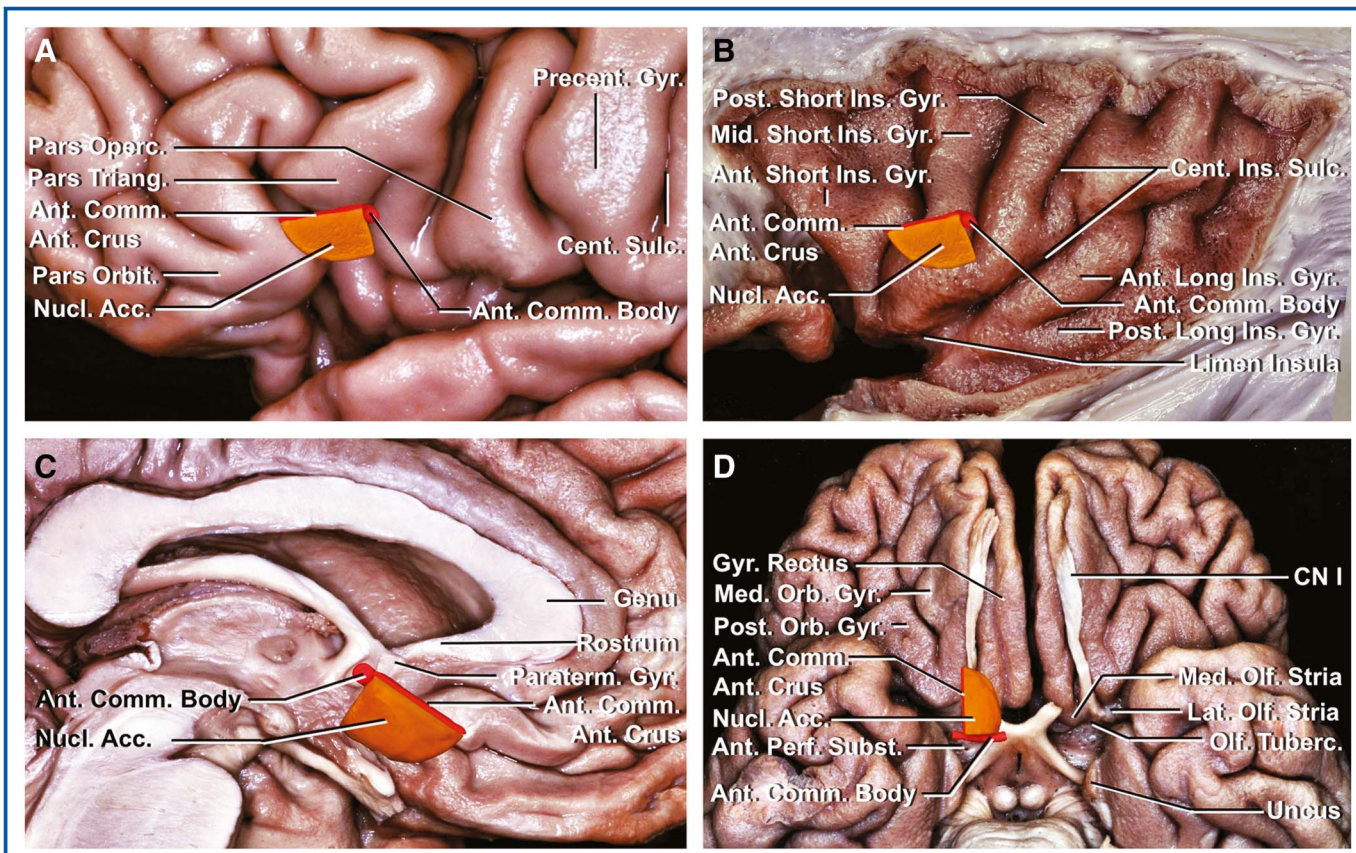 A
Precent. Gyr.
Pars Operc.
Pars Triang.
Ant. Comm.
Ant. Crus
Pars Orbit.
Nucl. Acc.
Cent. Sulc.
Ant. Comm. Body
B
Post. Short Ins. Gyr.
Mid. Short Ins. Gyr.
Ant. Short Ins. Gyr.
Ant. Comm.
Ant. Crus
Nucl. Acc.
Cent. Ins. Sulc.
Ant. Long Ins. Gyr.
Ant. Comm. Body
Post. Long Ins. Gyr.
Limen Insula
C
Genu
Rostrum
Paraterm. Gyr.
Ant. Comm.
Ant. Crus
Ant. Comm. Body
Nucl. Acc.
D
Gyr. Rectus
Med. Orb. Gyr.
Post. Orb. Gyr.
Ant. Comm.
Ant. Crus
Nucl. Acc.
Ant. Perf. Subst.
Ant. Comm. Body
CN I
Med. Olf. Stria
Lat. Olf. Stria
Olf. Tuberc.
Uncus